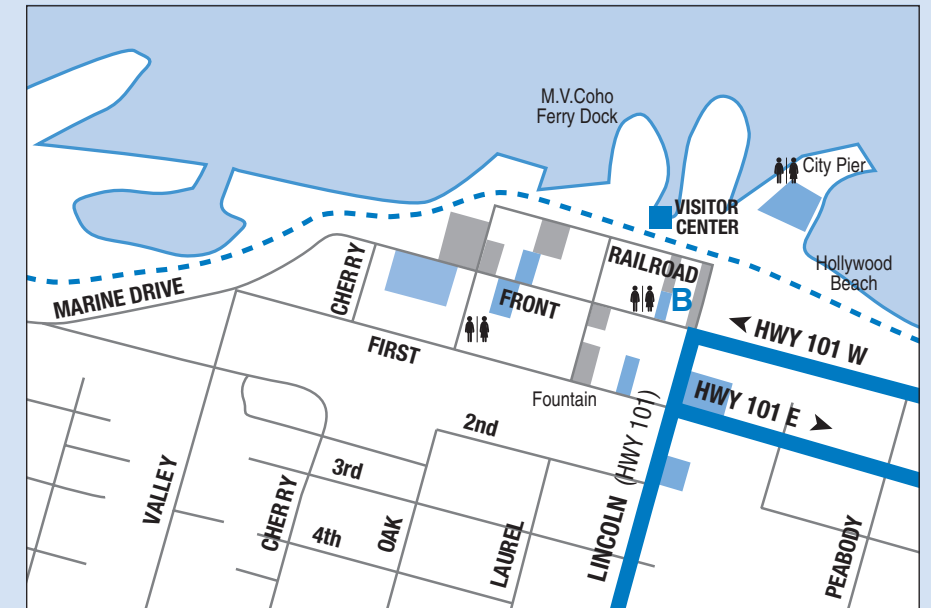 M.V.Coho
Ferry Dock
City Pier
VISITOR
CENTER
Hollywood
Beach
RAILROAD
B
CHERRY
MARINE DRIVE
FRONT
HWY 101 W
FIRST
Fountain
HWY 101 E
(HWY 101)
2nd
3rd
4th
VALLEY
CHERRY
OAK
LAUREL
LINCOLN
PEABODY